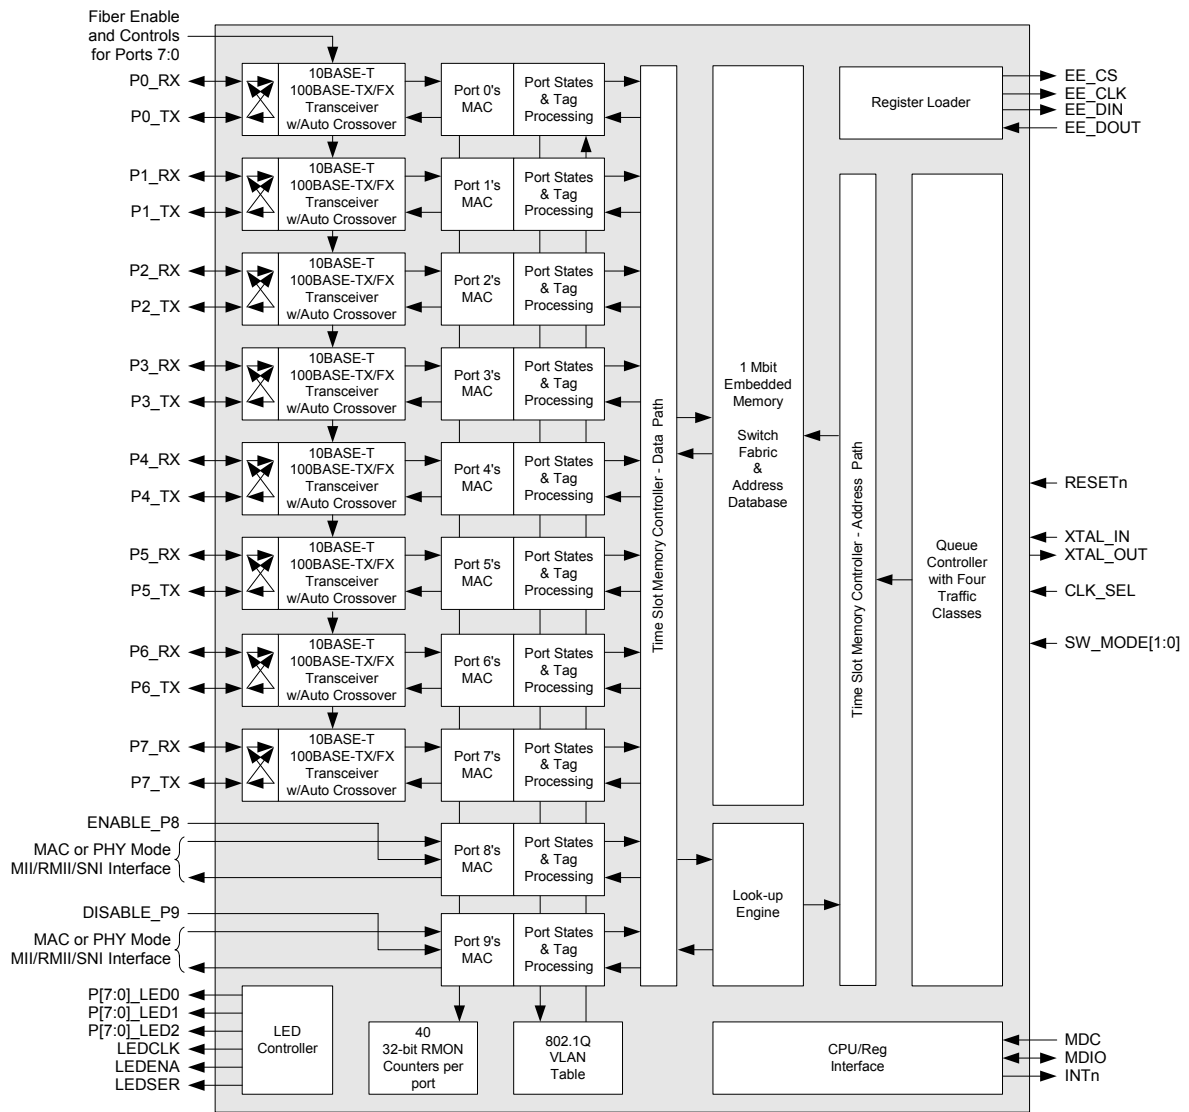 Fiber Enable
and Controls
for Ports 7:0
P0_RX
P0_TX
10BASE-T
100BASE-TX/FX
Transceiver
w/Auto Crossover
Port 0's
MAC
Port States
& Tag
Processing
P1_RX
P1_TX
10BASE-T
100BASE-TX/FX
Transceiver
w/Auto Crossover
Port 1's
MAC
Port States
& Tag
Processing
P2_RX
P2_TX
10BASE-T
100BASE-TX/FX
Transceiver
w/Auto Crossover
Port 2's
MAC
Port States
& Tag
Processing
P3_RX
P3_TX
10BASE-T
100BASE-TX/FX
Transceiver
w/Auto Crossover
Port 3's
MAC
Port States
& Tag
Processing
P4_RX
P4_TX
10BASE-T
100BASE-TX/FX
Transceiver
w/Auto Crossover
Port 4's
MAC
Port States
& Tag
Processing
P5_RX
P5_TX
10BASE-T
100BASE-TX/FX
Transceiver
w/Auto Crossover
Port 5's
MAC
Port States
& Tag
Processing
P6_RX
P6_TX
10BASE-T
100BASE-TX/FX
Transceiver
w/Auto Crossover
Port 6's
MAC
Port States
& Tag
Processing
P7_RX
P7_TX
10BASE-T
100BASE-TX/FX
Transceiver
w/Auto Crossover
Port 7's
MAC
Port States
& Tag
Processing
ENABLE_P8
MAC or PHY Mode
MII/RMII/SNI Interface
Port 8's
MAC
Port States
& Tag
Processing
DISABLE_P9
MAC or PHY Mode
MII/RMII/SNI Interface
Port 9's
MAC
Port States
& Tag
Processing
P[7:0]_LED0
P[7:0]_LED1
P[7:0]_LED2
LEDCLK
LEDENA
LEDSER
LED
Controller
40
32-bit RMON
Counters per
port
802.1Q
VLAN
Table
Time Slot Memory Controller - Data Path
1 Mbit
Embedded
Memory
Switch
Fabric
&
Address
Database
Look-up
Engine
Time Slot Memory Controller - Address Path
Queue
Controller
with Four
Traffic
Classes
Register Loader
EE_CS
EE_CLK
EE_DIN
EE_DOUT
RESETn
XTAL_IN
XTAL_OUT
CLK_SEL
SW_MODE[1:0]
CPU/Reg
Interface
MDC
MDIO
INTn